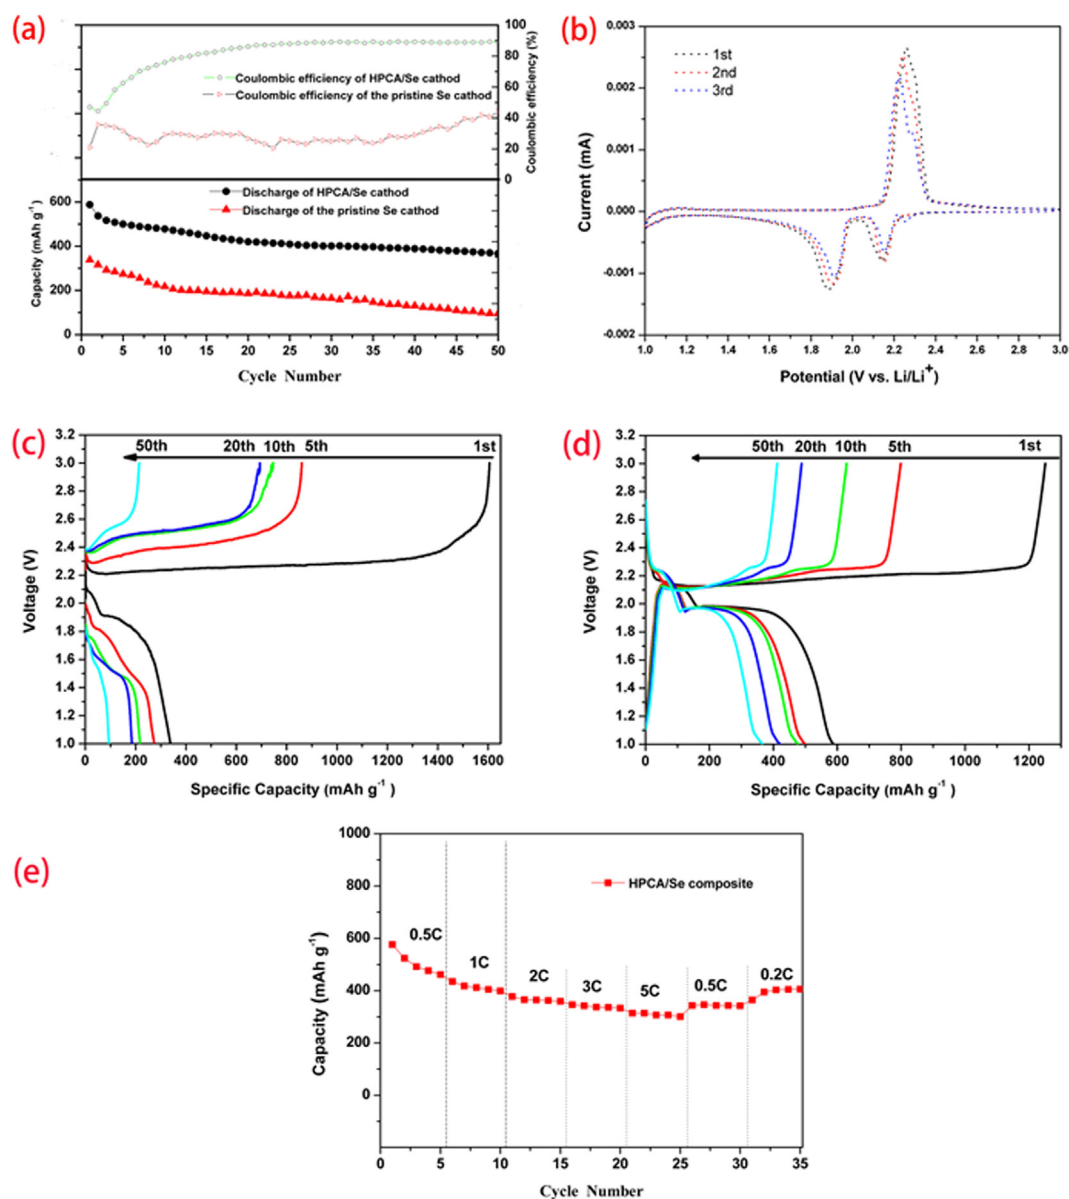 (a)
100
80
60
40
20
0
Coulombic efficiency (%)
Coulombic efficiency of HPCA/Se cathod
Coulombic efficiency of the pristine Se cathod
Discharge of HPCA/Se cathod
Discharge of the pristine Se cathod
600
400
200
0
Capacity (mAh g-1)
0 5 10 15 20 25 30 35 40 45 50
Cycle Number
(b)
0.003
0.002
0.001
0.000
-0.001
-0.002
Current (mA)
1st
2nd
3rd
1.0 1.2 1.4 1.6 1.8 2.0 2.2 2.4 2.6 2.8 3.0
Potential (V vs. Li/Li+)
(c)
3.2
3.0
2.8
2.6
2.4
2.2
2.0
1.8
1.6
1.4
1.2
1.0
Voltage (V)
50th 20th 10th 5th 1st
0 200 400 600 800 1000 1200 1400 1600
Specific Capacity (mAh g-1 )
(d)
3.2
3.0
2.8
2.6
2.4
2.2
2.0
1.8
1.6
1.4
1.2
1.0
Voltage (V)
50th 20th 10th 5th 1st
0 200 400 600 800 1000 1200
Specific Capacity (mAh g-1 )
(e)
1000
800
600
400
200
0
Capacity (mAh g-1)
HPCA/Se composite
0.5C
1C
2C
3C
5C
0.5C
0.2C
0 5 10 15 20 25 30 35
Cycle Number